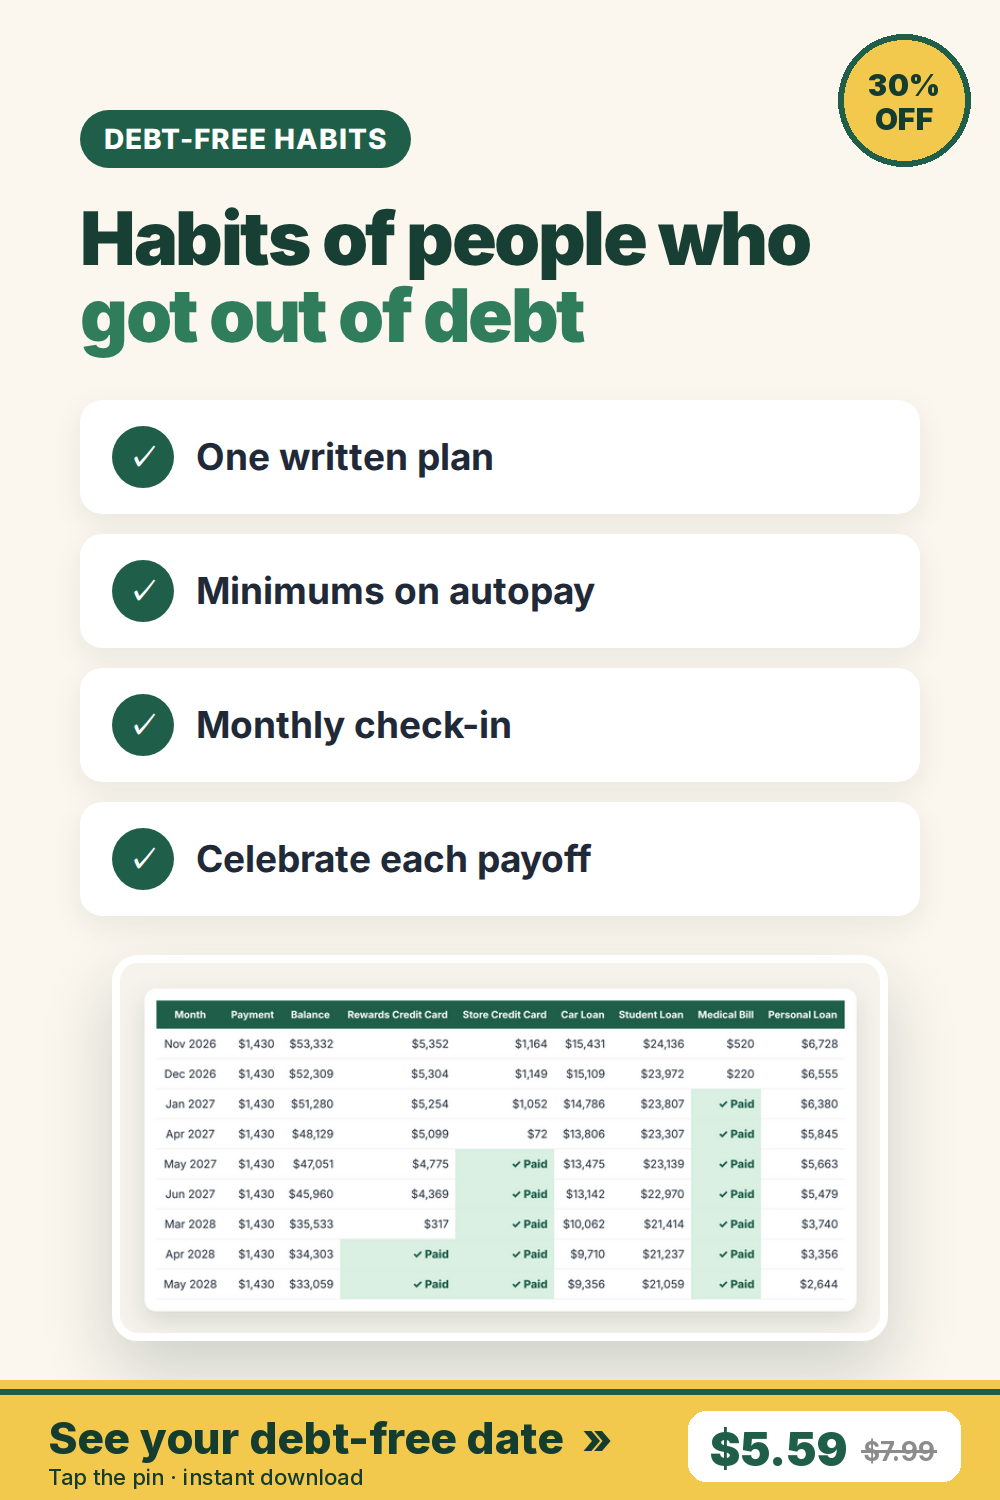 30%
OFF
DEBT-FREE HABITS
Habits of people who
got out of debt
✓ One written plan
✓ Minimums on autopay
✓ Monthly check-in
✓ Celebrate each payoff
Month Payment Balance Rewards Credit Card Store Credit Card Car Loan Student Loan Medical Bill Personal Loan
Nov 2026 $1,430 $53,332 $5,352 $1,164 $15,431 $24,136 $520 $6,728
Dec 2026 $1,430 $52,309 $5,304 $1,149 $15,109 $23,972 $220 $6,555
Jan 2027 $1,430 $51,280 $5,254 $1,052 $14,786 $23,807 ✓ Paid $6,380
Apr 2027 $1,430 $48,129 $5,099 $72 $13,806 $23,307 ✓ Paid $5,845
May 2027 $1,430 $47,051 $4,775 ✓ Paid $13,475 $23,139 ✓ Paid $5,663
Jun 2027 $1,430 $45,960 $4,369 ✓ Paid $13,142 $22,970 ✓ Paid $5,479
Mar 2028 $1,430 $35,533 $317 ✓ Paid $10,062 $21,414 ✓ Paid $3,740
Apr 2028 $1,430 $34,303 ✓ Paid ✓ Paid $9,710 $21,237 ✓ Paid $3,356
May 2028 $1,430 $33,059 ✓ Paid ✓ Paid $9,356 $21,059 ✓ Paid $2,644
See your debt-free date »
Tap the pin · instant download
$5.59 $7.99